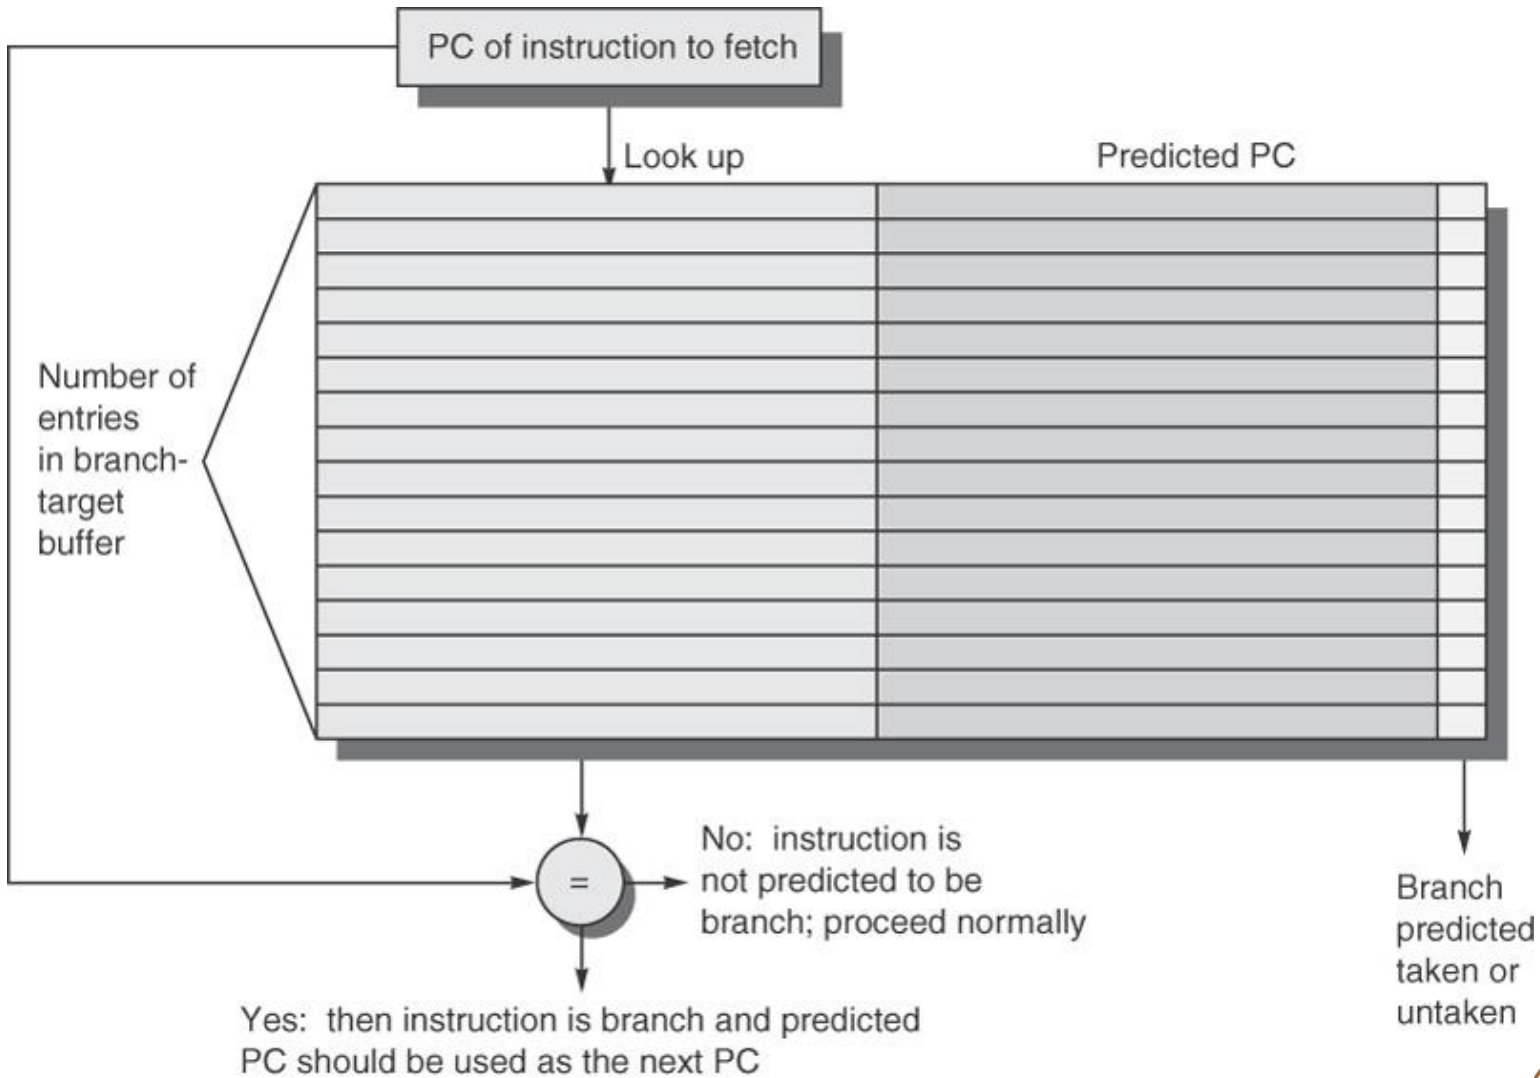 PC of instruction to fetch
Look up
Predicted PC
Number of
entries
in branch-
target
buffer
=
No: instruction is
not predicted to be
branch; proceed normally
Branch
predicted
taken or
untaken
Yes: then instruction is branch and predicted
PC should be used as the next PC